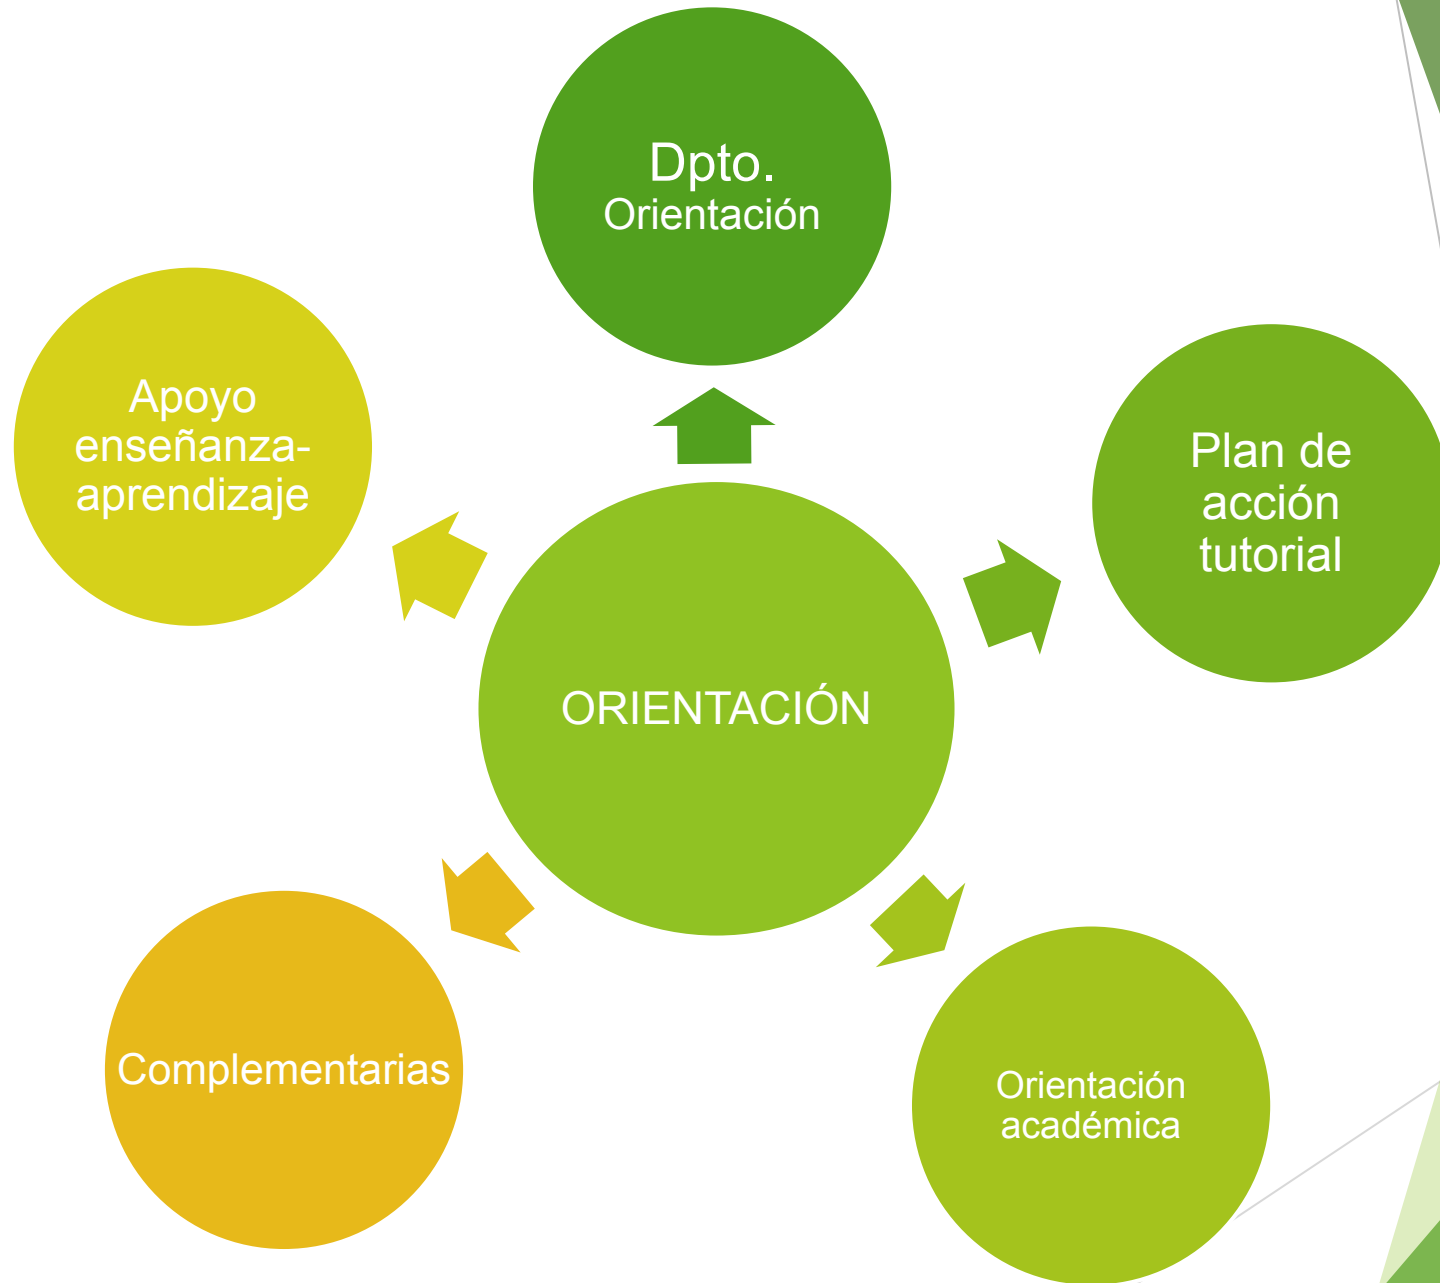 Dpto.
Orientación
Apoyo
enseñanza-
aprendizaje
Plan de
acción
tutorial
ORIENTACIÓN
Complementarias
Orientación
académica